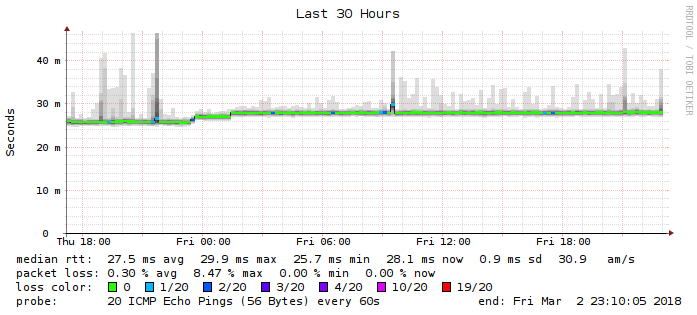 Last 30 Hours
RRDTOOL / TOBI OETIKER
Seconds
40 m
30 m
20 m
10 m
0
Thu 18:00 Fri 00:00 Fri 06:00 Fri 12:00 Fri 18:00
median rtt: 27.5 ms avg 29.9 ms max 25.7 ms min 28.1 ms now 0.9 ms sd 30.9 am/s
packet loss: 0.30 % avg 8.47 % max 0.00 % min 0.00 % now
loss color: 0 1/20 2/20 3/20 4/20 10/20 19/20
probe: 20 ICMP Echo Pings (56 Bytes) every 60s end: Fri Mar 2 23:10:05 2018